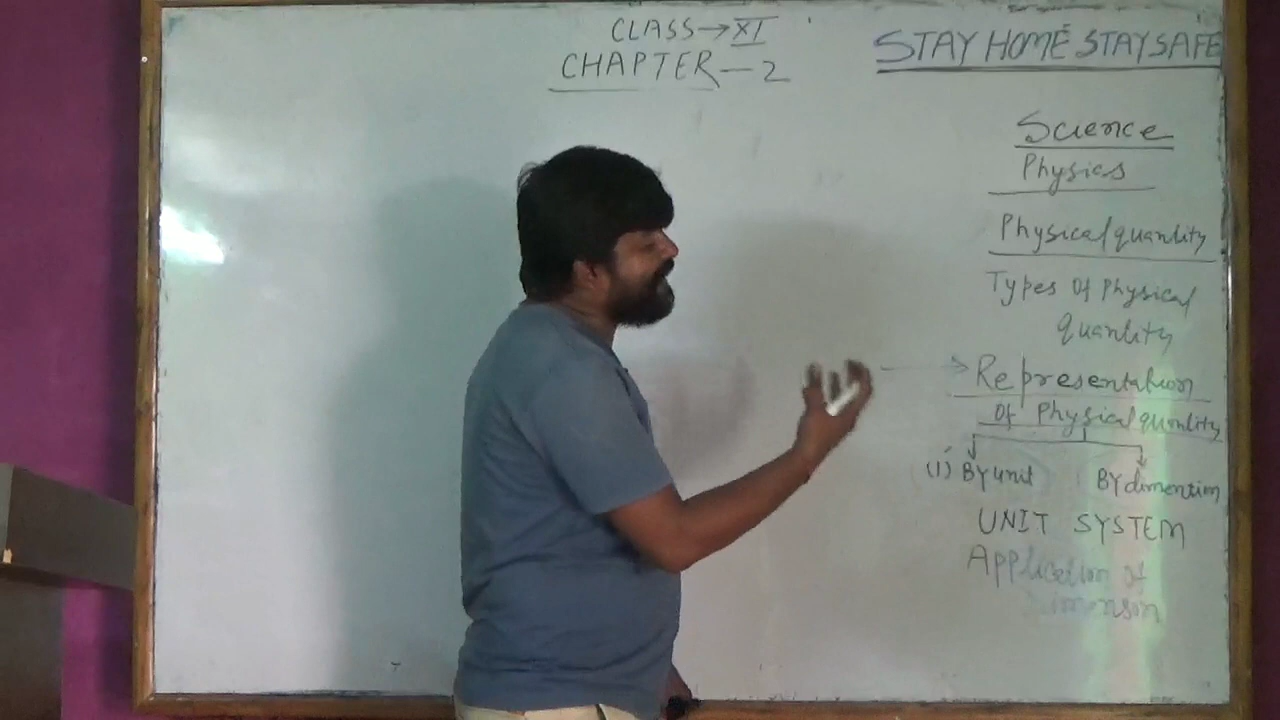 CLASS→XI
CHAPTER—2
STAY HOME STAY SAFE
Science
Physics
Physical quantity
Types Of Physical
quantity
→ Representation
Of Physical quantity
(1) BY unit
BY dimension
UNIT SYSTEM
Application of